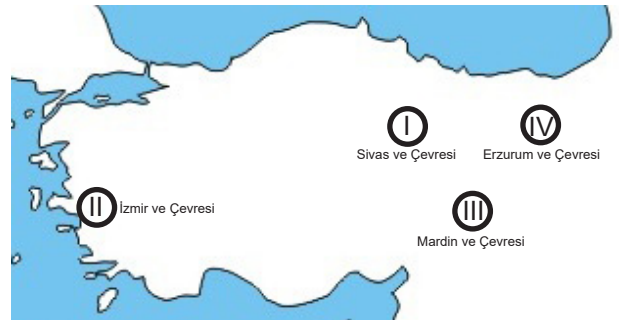 I
Sivas ve Çevresi
IV
Erzurum ve Çevresi
II
İzmir ve Çevresi
III
Mardin ve Çevresi